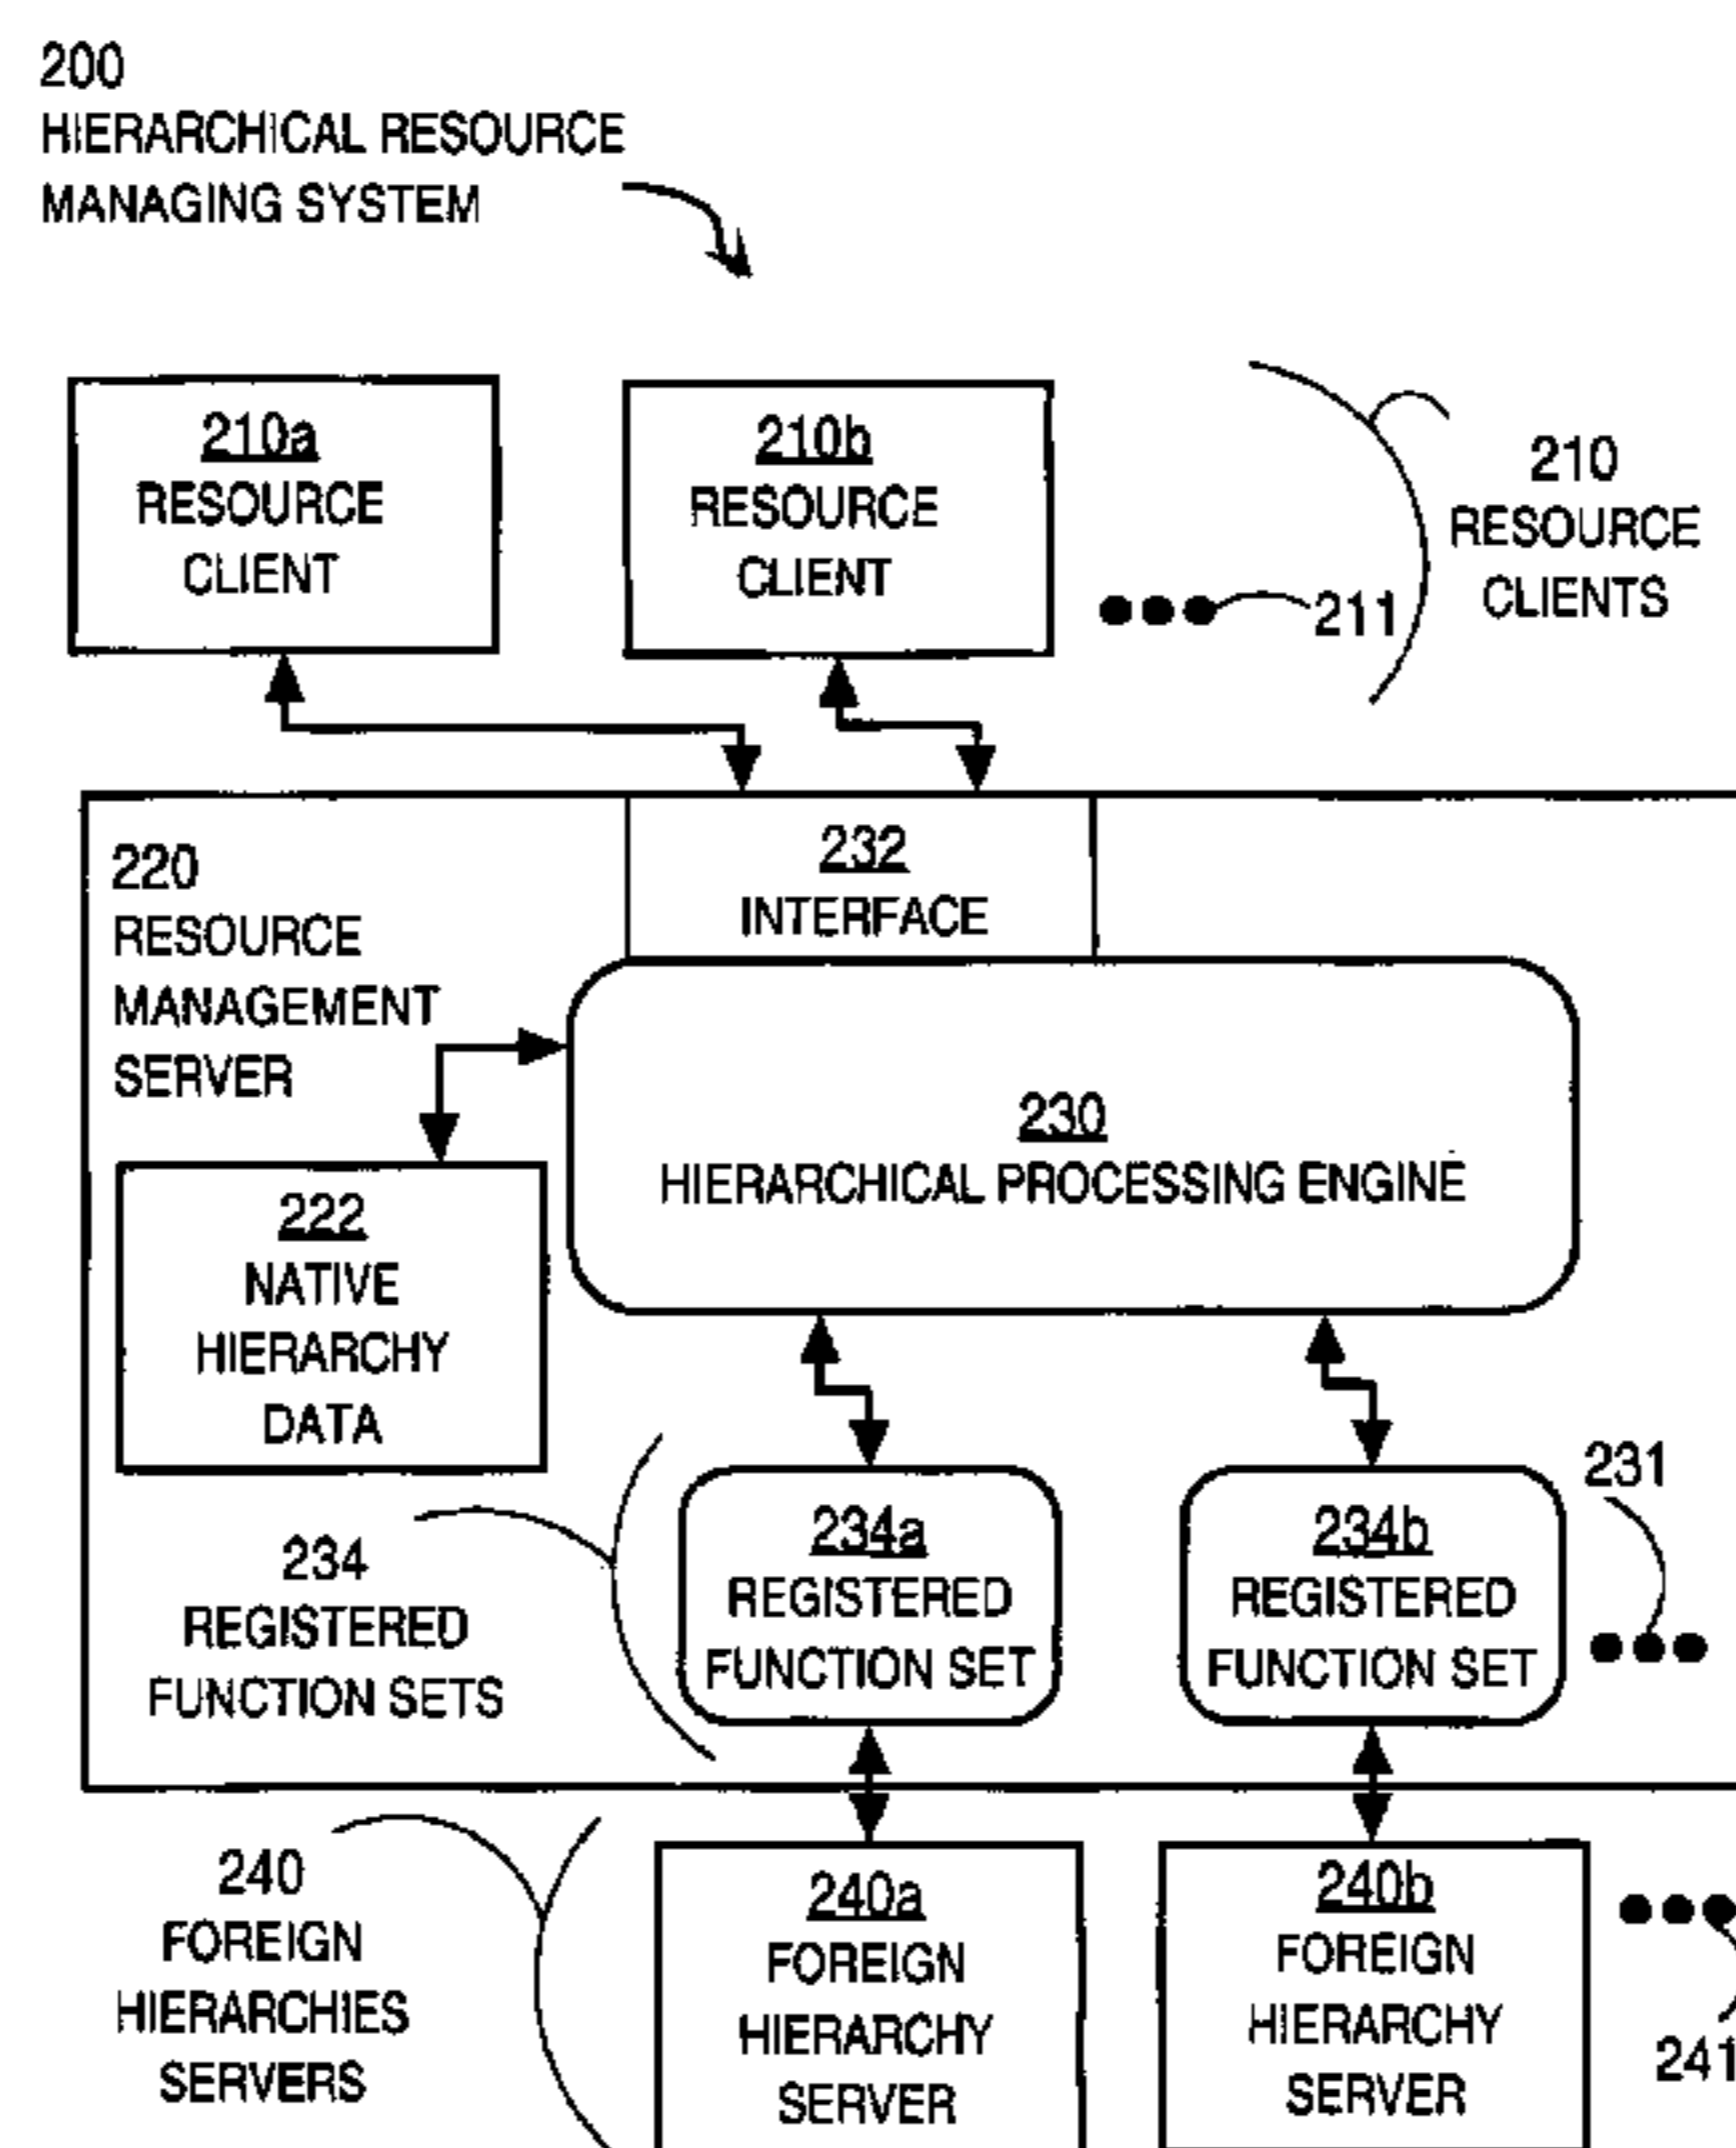 200
HIERARCHICAL RESOURCE
MANAGING SYSTEM
210a
RESOURCE
CLIENT
210b
RESOURCE
CLIENT
211
210
RESOURCE
CLIENTS
220
RESOURCE
MANAGEMENT
SERVER
232
INTERFACE
230
HIERARCHICAL PROCESSING ENGINE
222
NATIVE
HIERARCHY
DATA
234
REGISTERED
FUNCTION SETS
234a
REGISTERED
FUNCTION SET
234b
REGISTERED
FUNCTION SET
231
240
FOREIGN
HIERARCHIES
SERVERS
240a
FOREIGN
HIERARCHY
SERVER
240b
FOREIGN
HIERARCHY
SERVER
241